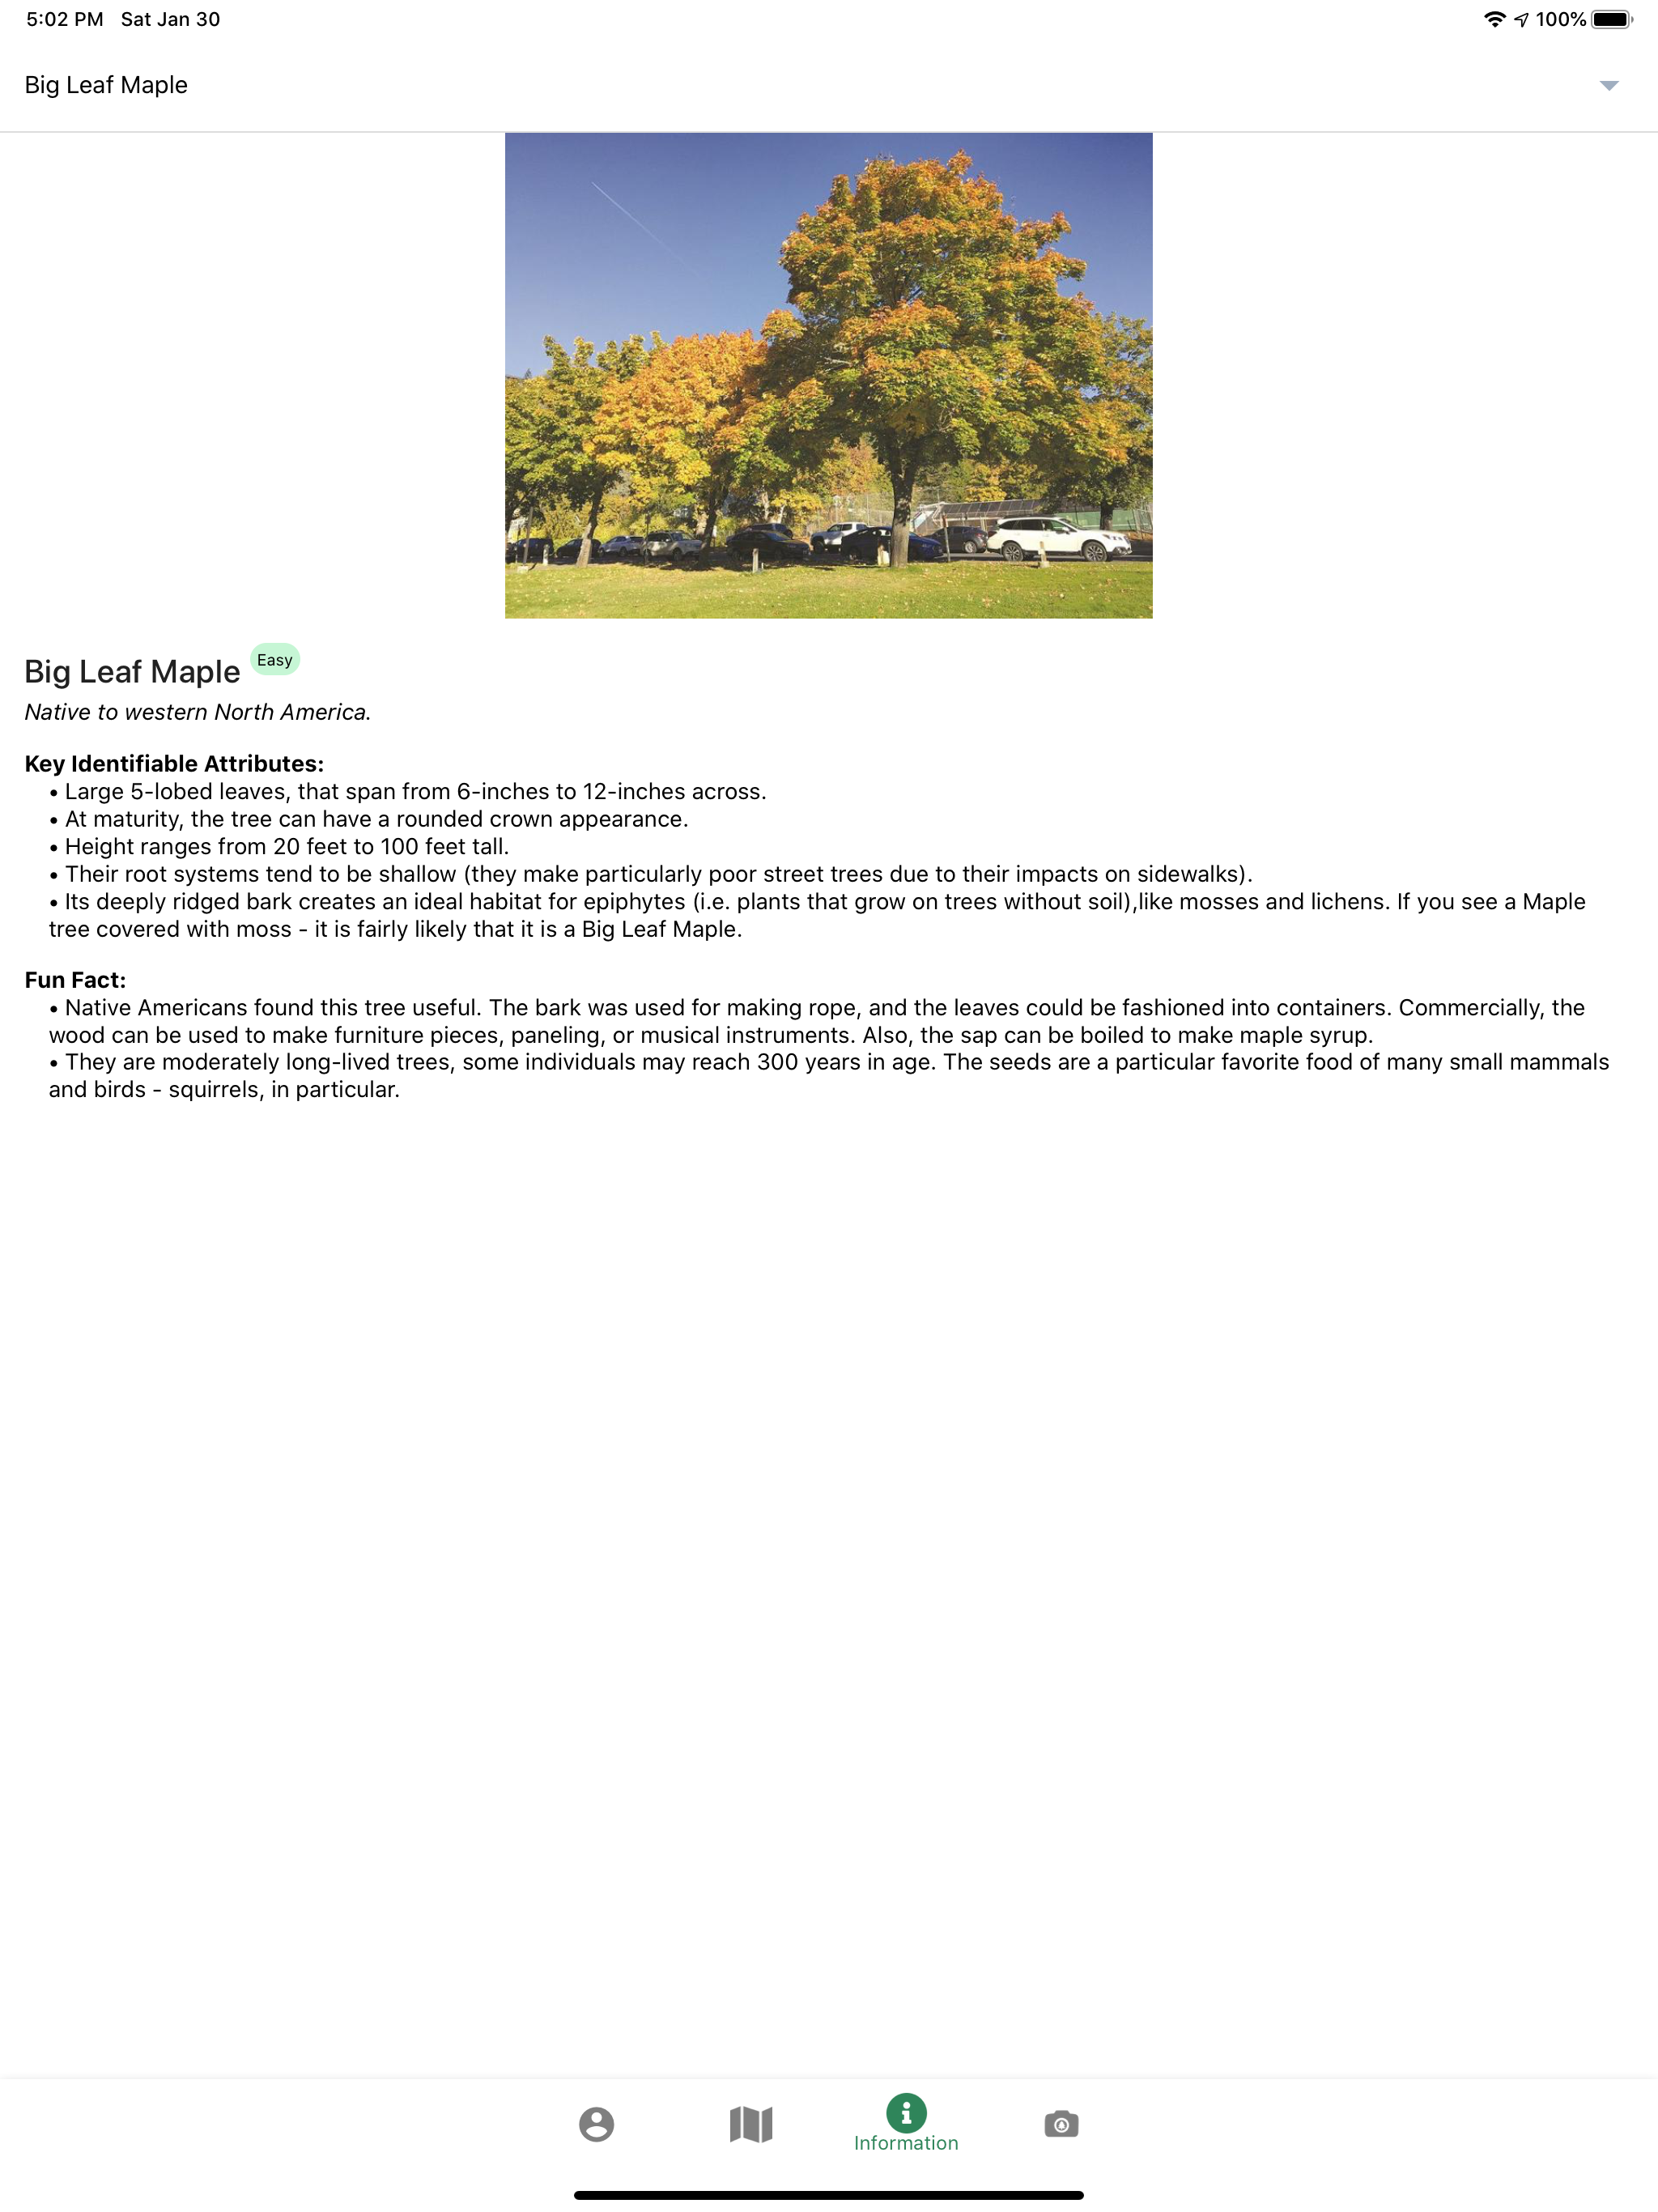 5:02 PM Sat Jan 30
100%
Big Leaf Maple
Big Leaf Maple Easy
Native to western North America.
Key Identifiable Attributes:
• Large 5-lobed leaves, that span from 6-inches to 12-inches across.
• At maturity, the tree can have a rounded crown appearance.
• Height ranges from 20 feet to 100 feet tall.
• Their root systems tend to be shallow (they make particularly poor street trees due to their impacts on sidewalks).
• Its deeply ridged bark creates an ideal habitat for epiphytes (i.e. plants that grow on trees without soil),like mosses and lichens. If you see a Maple
tree covered with moss - it is fairly likely that it is a Big Leaf Maple.
Fun Fact:
• Native Americans found this tree useful. The bark was used for making rope, and the leaves could be fashioned into containers. Commercially, the
wood can be used to make furniture pieces, paneling, or musical instruments. Also, the sap can be boiled to make maple syrup.
• They are moderately long-lived trees, some individuals may reach 300 years in age. The seeds are a particular favorite food of many small mammals
and birds - squirrels, in particular.
Information